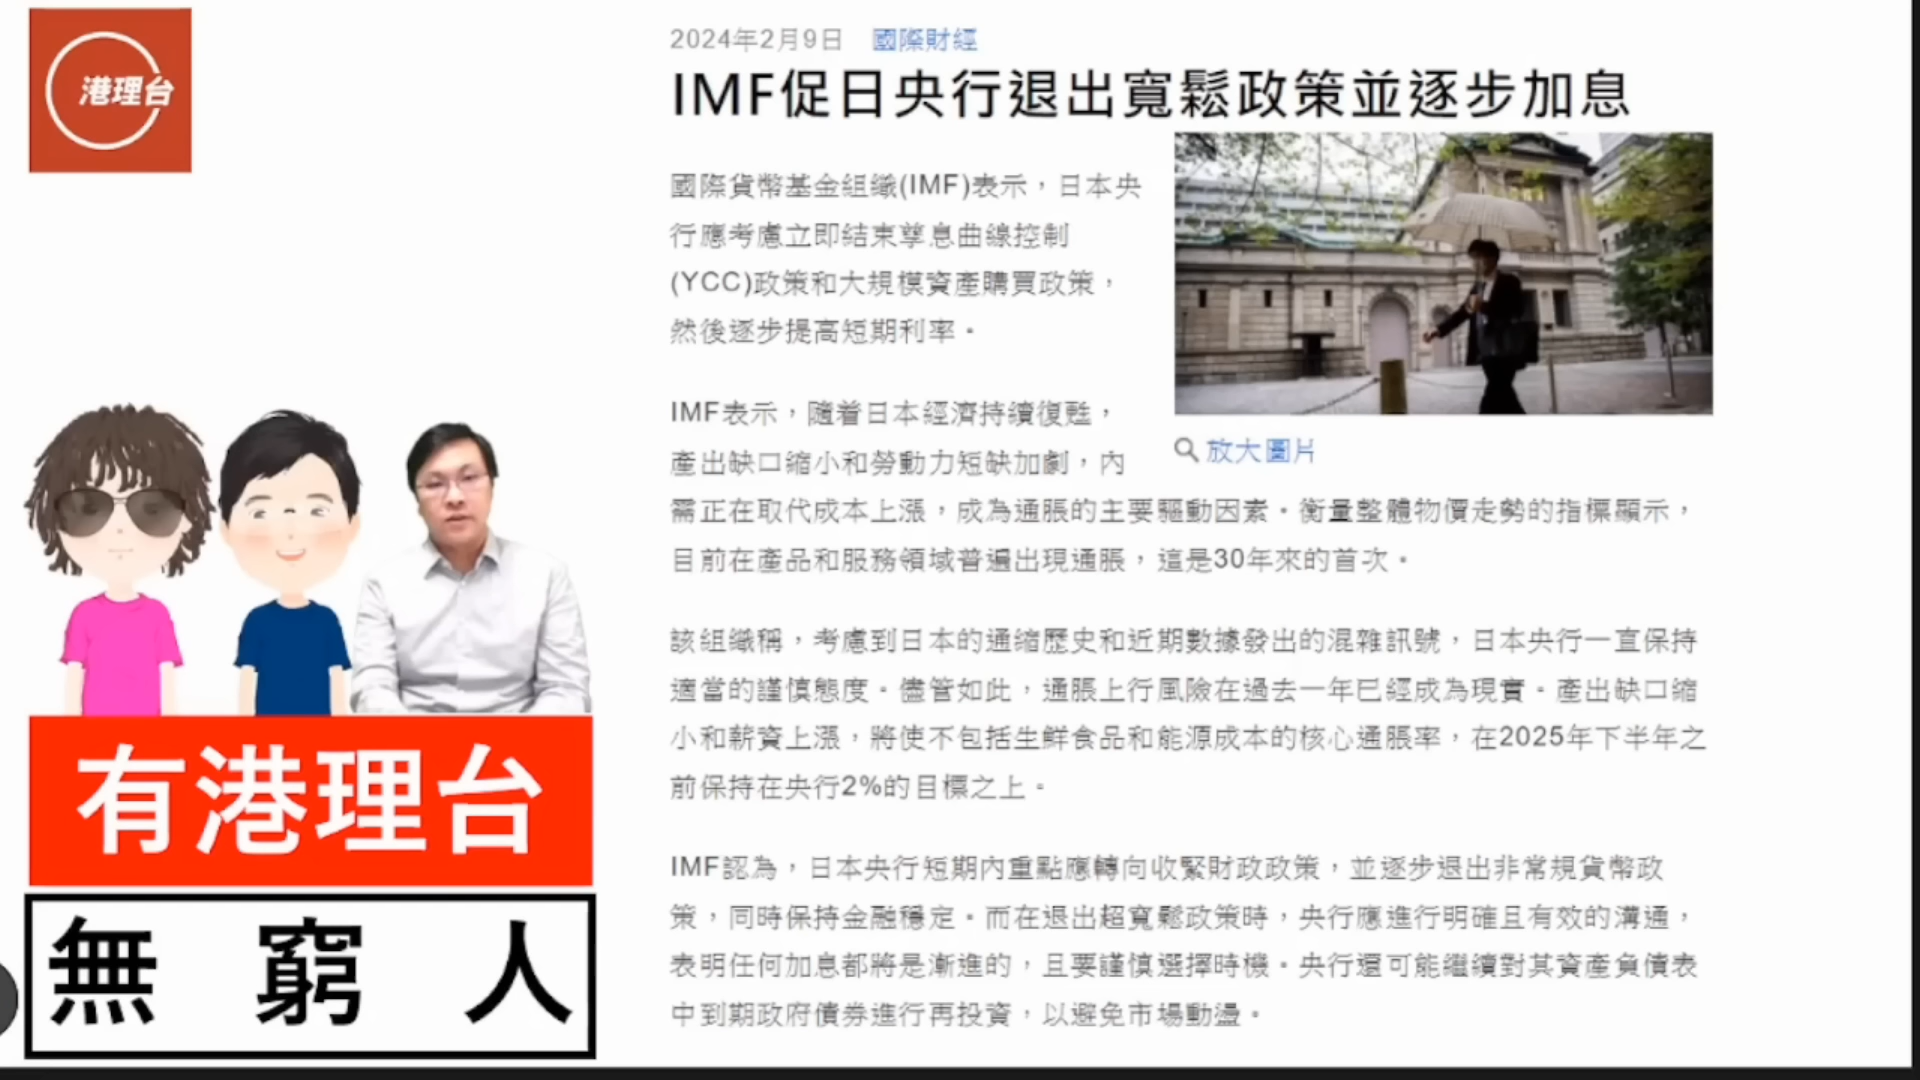 港理台
2024年2月9日 國際財經
IMF促日央行退出寬鬆政策並逐步加息
國際貨幣基金組織(IMF)表示，日本央
行應考慮立即結束孳息曲線控制
(YCC)政策和大規模資產購買政策，
然後逐步提高短期利率。
放大圖片
IMF表示，隨着日本經濟持續復甦，
產出缺口縮小和勞動力短缺加劇，內
需正在取代成本上漲，成為通脹的主要驅動因素。衡量整體物價走勢的指標顯示，
目前在產品和服務領域普遍出現通脹，這是30年來的首次。
該組織稱，考慮到日本的通縮歷史和近期數據發出的混雜訊號，日本央行一直保持
適當的謹慎態度。儘管如此，通脹上行風險在過去一年已經成為現實。產出缺口縮
小和薪資上漲，將使不包括生鮮食品和能源成本的核心通脹率，在2025年下半年之
前保持在央行2%的目標之上。
IMF認為，日本央行短期內重點應轉向收緊財政政策，並逐步退出非常規貨幣政
策，同時保持金融穩定。而在退出超寬鬆政策時，央行應進行明確且有效的溝通，
表明任何加息都將是漸進的，且要謹慎選擇時機。央行還可能繼續對其資產負債表
中到期政府債券進行再投資，以避免市場動盪。
有港理台
無窮人